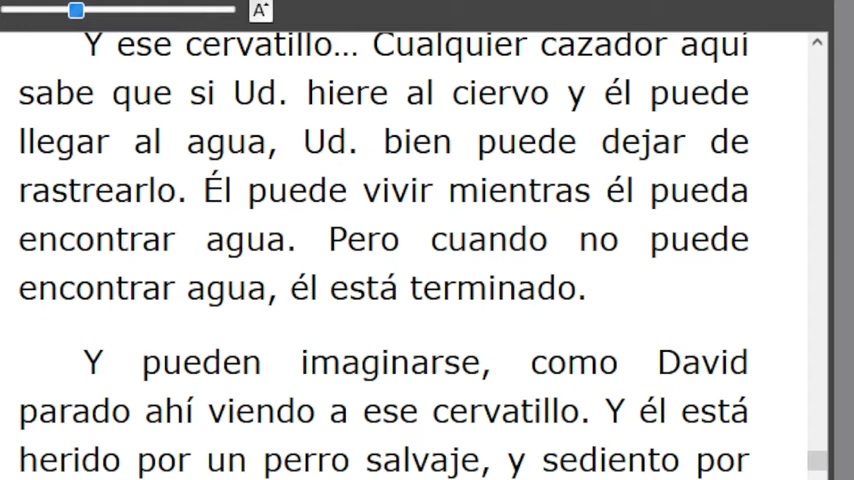 A
Y ese cervatillo... Cualquier cazador aquí
sabe que si Ud. hiere al ciervo y él puede
llegar al agua, Ud. bien puede dejar de
rastrearlo. Él puede vivir mientras él pueda
encontrar agua. Pero cuando no puede
encontrar agua, él está terminado.
Y pueden imaginarse, como David
parado ahí viendo a ese cervatillo. Y él está
herido por un perro salvaje, y sediento por